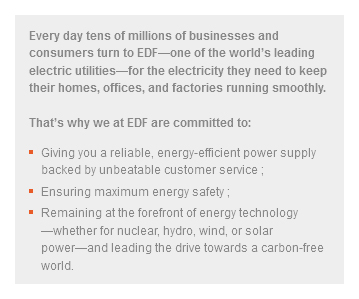 Every day tens of millions of businesses and
consumers turn to EDF—one of the world's leading
electric utilities—for the electricity they need to keep
their homes, offices, and factories running smoothly.
That's why we at EDF are committed to:
Giving you a reliable, energy-efficient power supply
backed by unbeatable customer service ;
Ensuring maximum energy safety ;
Remaining at the forefront of energy technology
—whether for nuclear, hydro, wind, or solar
power—and leading the drive towards a carbon-free
world.